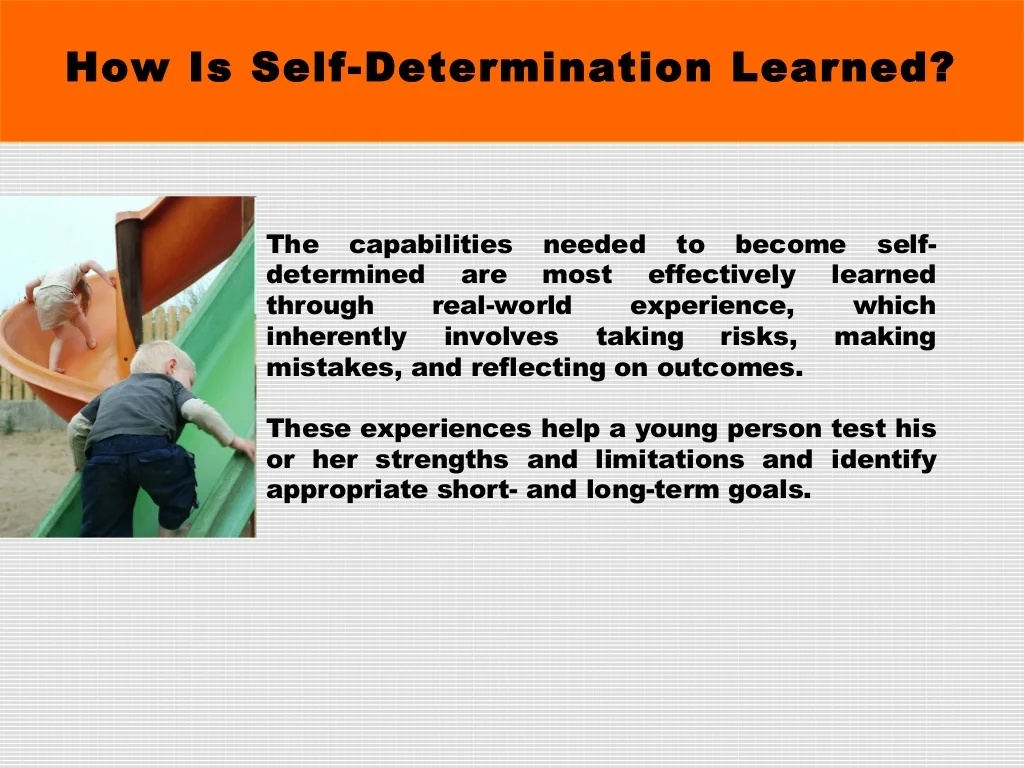 How Is Self-Determination Learned?
The capabilities needed to become self-
determined are most effectively learned
through real-world experience, which
inherently involves taking risks, making
mistakes, and reflecting on outcomes.
These experiences help a young person test his
or her strengths and limitations and identify
appropriate short- and long-term goals.